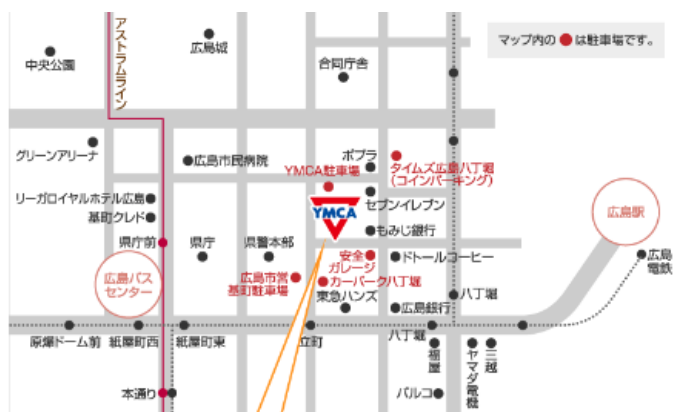 アストラムライン
広島城
マップ内の●は駐車場です。
中央公園
合同庁舎
グリーンアリーナ
広島市民病院
ポプラ
タイムズ広島八丁堀
（コインパーキング）
YMCA駐車場
リーガロイヤルホテル広島
セブンイレブン
YMCA
広島駅
基町クレド
もみじ銀行
県庁前
県庁
県警本部
安全
ガレージ
ドトールコーヒー
広島
電鉄
広島バス
センター
広島市営
基町駐車場
カーパーク八丁堀
東急ハンズ
八丁堀
広島銀行
原爆ドーム前
紙屋町西
紙屋町東
立町
八丁堀
福屋
ヤマダ電機
三越
本通り
パルコ